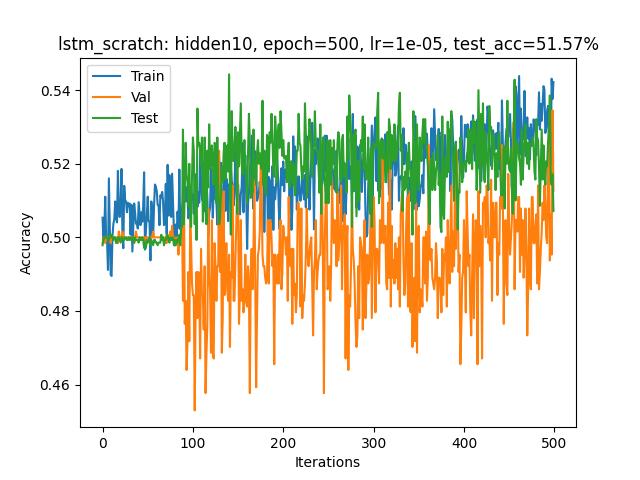 lstm_scratch: hidden10, epoch=500, lr=1e-05, test_acc=51.57%
Train
Val
Test
0.54
0.52
0.50
0.48
0.46
Accuracy
0 100 200 300 400 500
Iterations